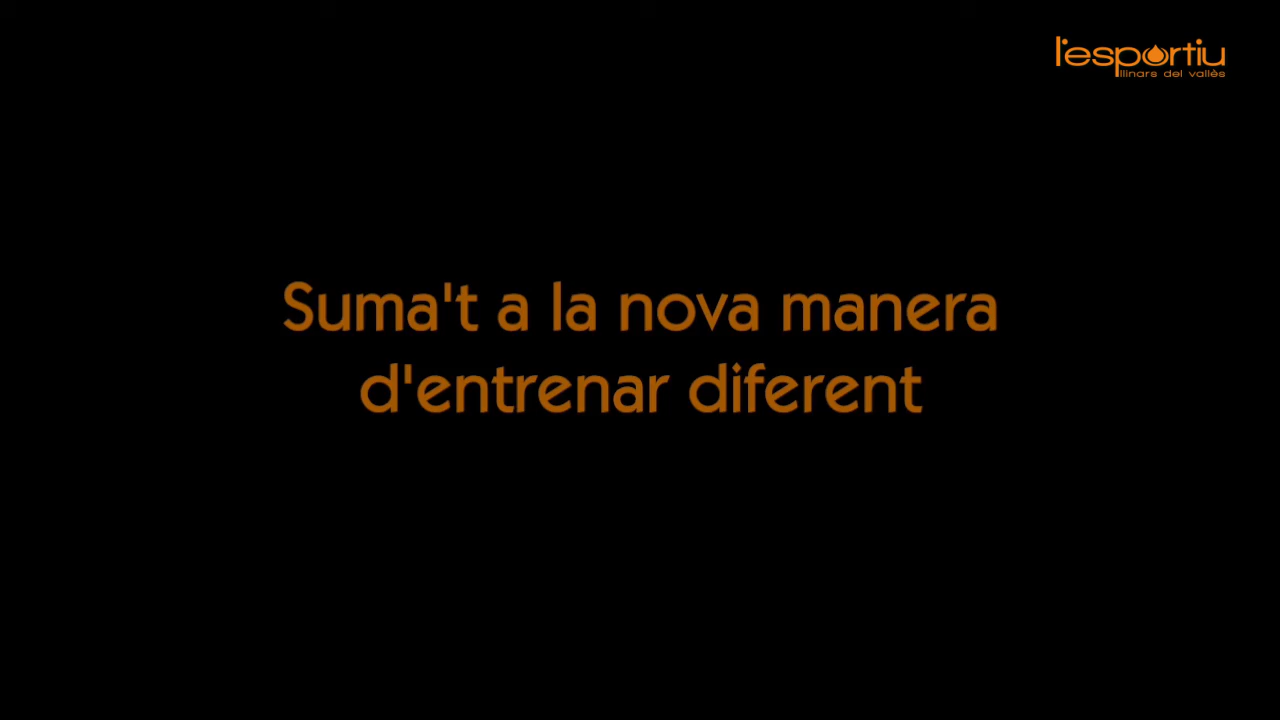 l'esportiu
llinars del vallès
Suma't a la nova manera
d'entrenar diferent